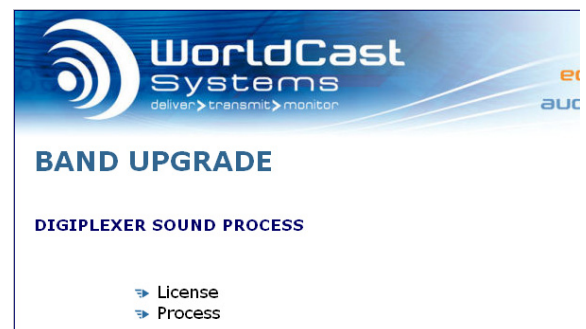 WorldCast
Systems
deliver>transmit>monitor
BAND UPGRADE
DIGIPLEXER SOUND PROCESS
License
Process